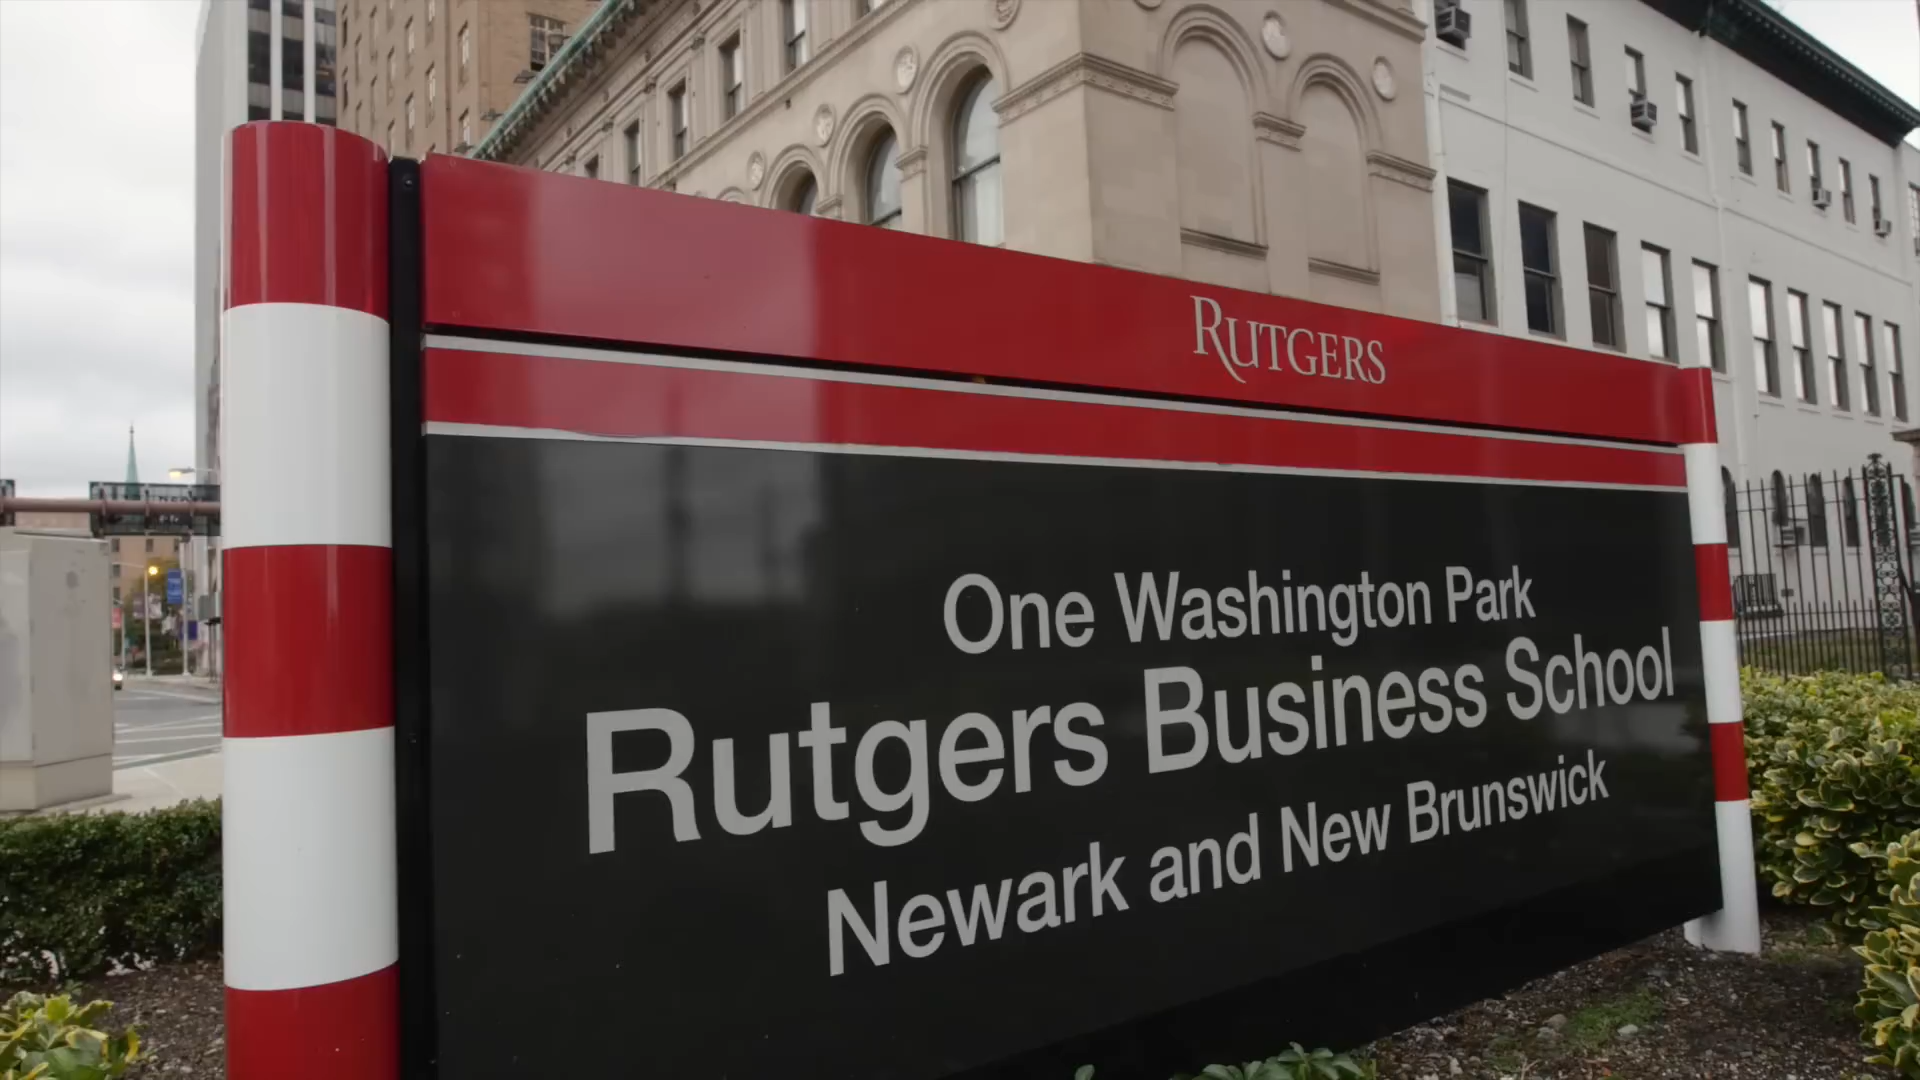 RUTGERS
One Washington Park
Rutgers Business School
Newark and New Brunswick